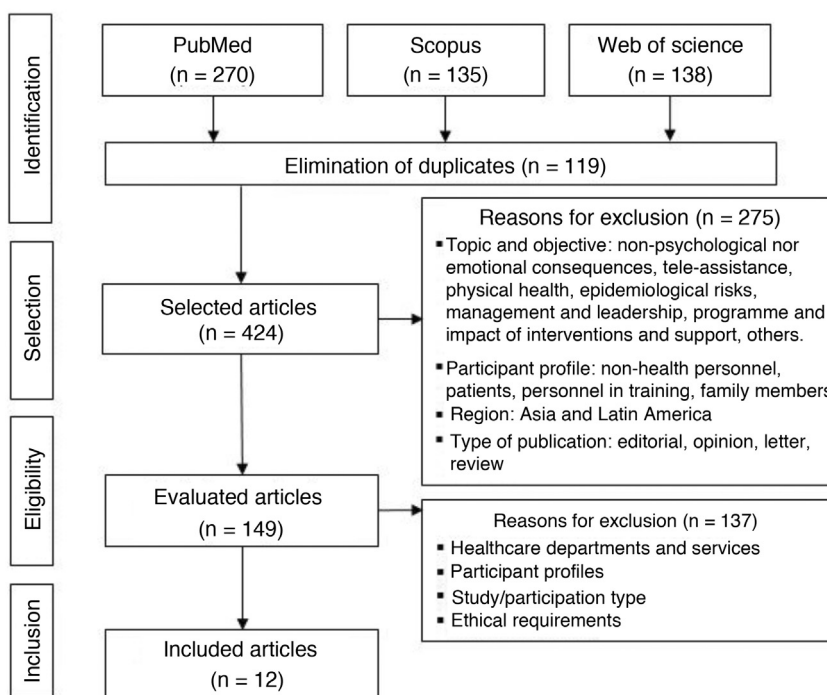 Identification
PubMed
(n = 270)
Scopus
(n = 135)
Web of science
(n = 138)
Elimination of duplicates (n = 119)
Selection
Selected articles
(n = 424)
Reasons for exclusion (n = 275)
▪ Topic and objective: non-psychological nor
emotional consequences, tele-assistance,
physical health, epidemiological risks,
management and leadership, programme and
impact of interventions and support, others.
▪ Participant profile: non-health personnel,
patients, personnel in training, family members
▪ Region: Asia and Latin America
▪ Type of publication: editorial, opinion, letter,
review
Eligibility
Evaluated articles
(n = 149)
Reasons for exclusion (n = 137)
▪ Healthcare departments and services
▪ Participant profiles
▪ Study/participation type
▪ Ethical requirements
Inclusion
Included articles
(n = 12)